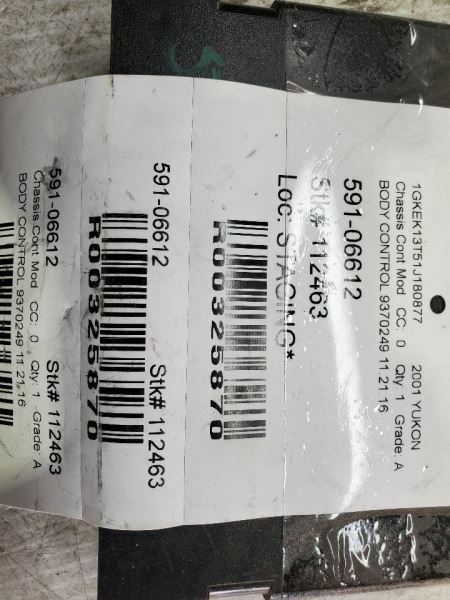 1GKEK13T51J180877 2001 YUKON
Chassis Cont Mod CC: 0 Qty: 1 Grade: A
BODY CONTROL 9370249 11.21.16
591-06612
Stk# 112463
Loc: STAGING*
R00325870
591-06612 Stk# 112463
R00325870
591-06612 Stk# 112463
Chassis Cont Mod CC: 0 Qty: 1 Grade: A
BODY CONTROL 9370249 11.21.16